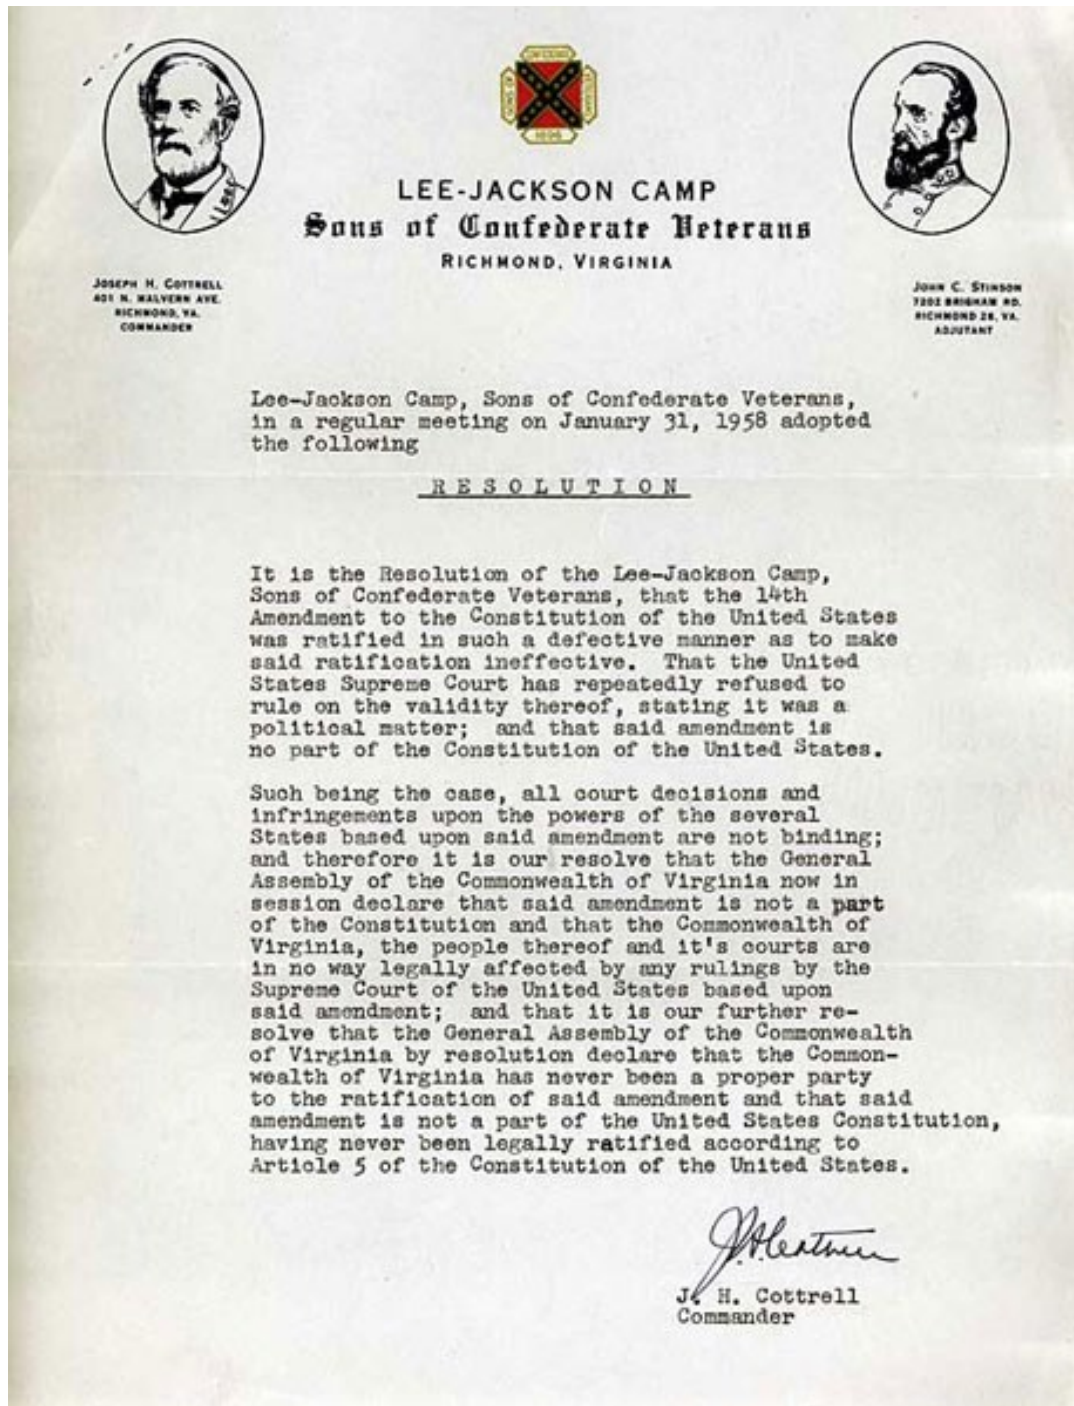 SONS OF
CONFEDERATE
VETERANS
1896
LEE-JACKSON CAMP
Sons of Confederate Veterans
RICHMOND, VIRGINIA
JOSEPH H. COTTRELL
401 N. MALVERN AVE.
RICHMOND, VA.
COMMANDER
JOHN C. STINSON
7202 BRIGHAM RD.
RICHMOND 28, VA.
ADJUTANT
Lee-Jackson Camp, Sons of Confederate Veterans,
in a regular meeting on January 31, 1958 adopted
the following
RESOLUTION
It is the Resolution of the Lee-Jackson Camp,
Sons of Confederate Veterans, that the 14th
Amendment to the Constitution of the United States
was ratified in such a defective manner as to make
said ratification ineffective. That the United
States Supreme Court has repeatedly refused to
rule on the validity thereof, stating it was a
political matter; and that said amendment is
no part of the Constitution of the United States.
Such being the case, all court decisions and
infringements upon the powers of the several
States based upon said amendment are not binding;
and therefore it is our resolve that the General
Assembly of the Commonwealth of Virginia now in
session declare that said amendment is not a part
of the Constitution and that the Commonwealth of
Virginia, the people thereof and it's courts are
in no way legally affected by any rulings by the
Supreme Court of the United States based upon
said amendment; and that it is our further re-
solve that the General Assembly of the Commonwealth
of Virginia by resolution declare that the Common-
wealth of Virginia has never been a proper party
to the ratification of said amendment and that said
amendment is not a part of the United States Constitution,
having never been legally ratified according to
Article 5 of the Constitution of the United States.
J. H. Cottrell
J. H. Cottrell
Commander